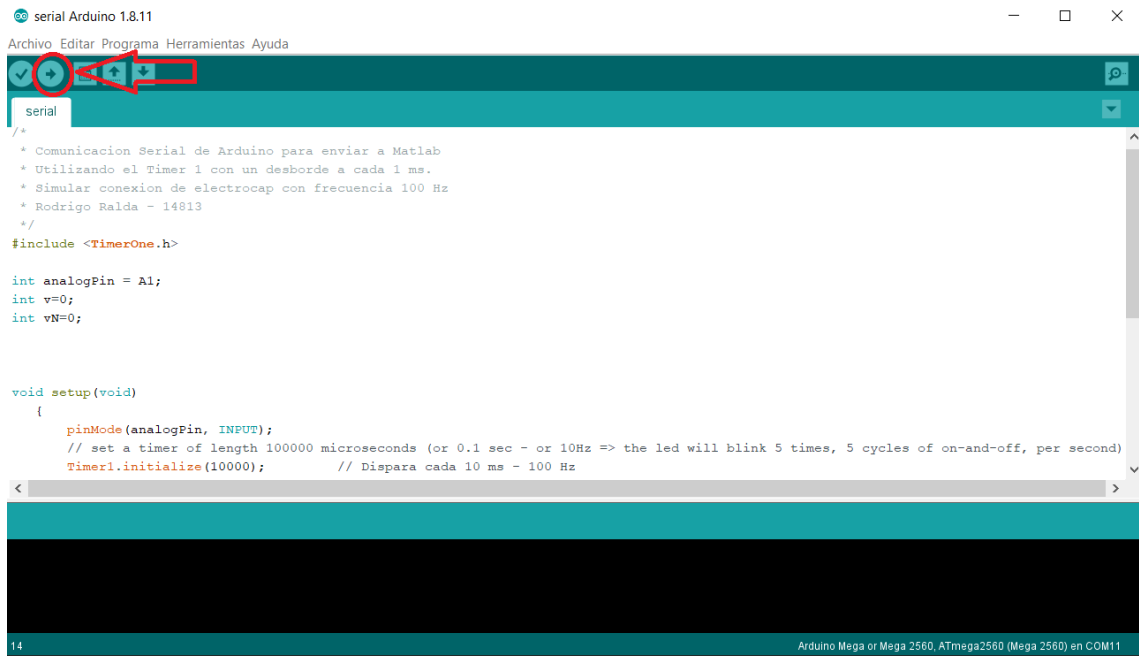 serial Arduino 1.8.11
Archivo Editar Programa Herramientas Ayuda
serial
/*
 * Comunicacion Serial de Arduino para enviar a Matlab
 * Utilizando el Timer 1 con un desborde a cada 1 ms.
 * Simular conexion de electrocap con frecuencia 100 Hz
 * Rodrigo Ralda - 14813
 */
#include <TimerOne.h>
int analogPin = A1;
int v=0;
int vN=0;
void setup(void)
{
pinMode(analogPin, INPUT);
// set a timer of length 100000 microseconds (or 0.1 sec - or 10Hz => the led will blink 5 times, 5 cycles of on-and-off, per second)
Timer1.initialize(10000); // Dispara cada 10 ms - 100 Hz
14 Arduino Mega or Mega 2560, ATmega2560 (Mega 2560) en COM11